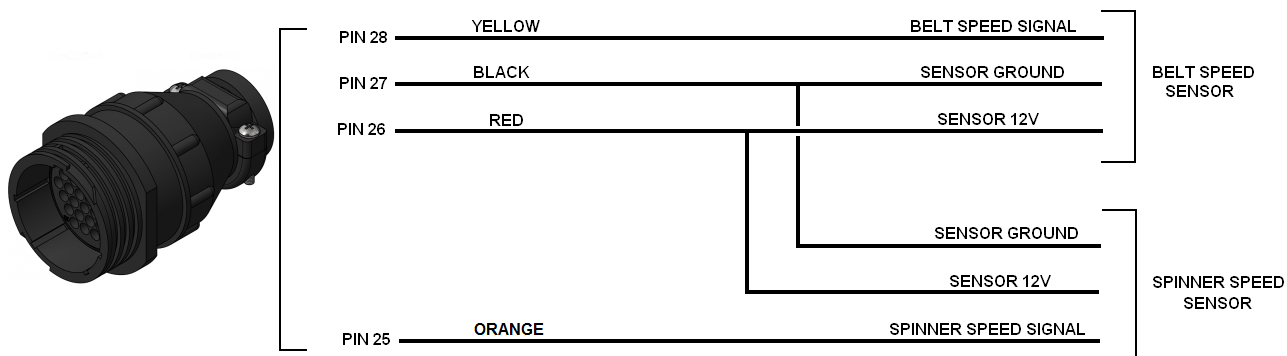 PIN 28 YELLOW BELT SPEED SIGNAL
PIN 27 BLACK SENSOR GROUND
PIN 26 RED SENSOR 12V
BELT SPEED
SENSOR
SENSOR GROUND
SENSOR 12V
SPINNER SPEED
SENSOR
PIN 25 ORANGE SPINNER SPEED SIGNAL